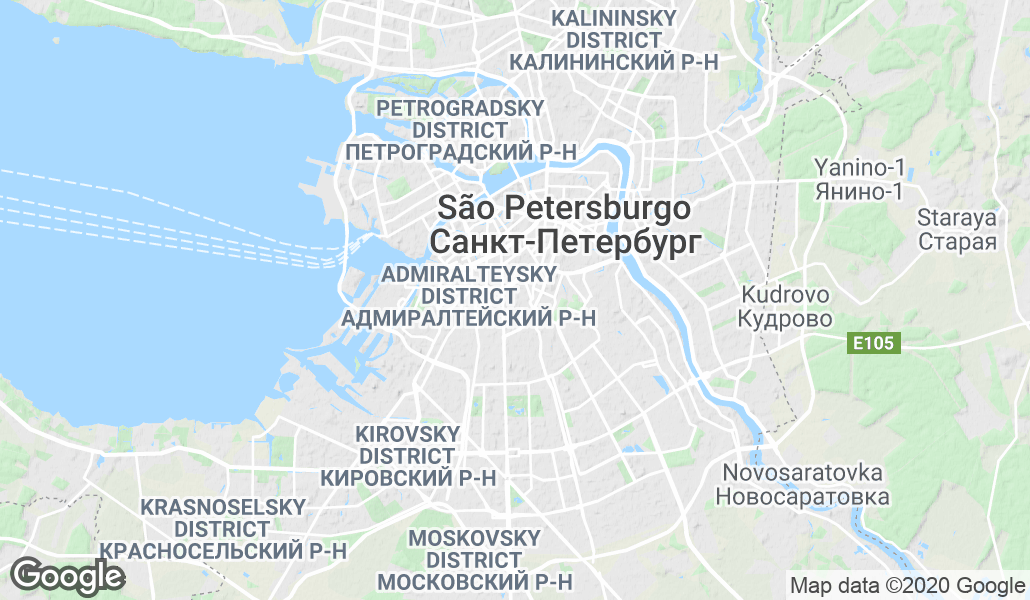 KALININSKY
DISTRICT
КАЛИНИНСКИЙ Р-Н
PETROGRADSKY
DISTRICT
ПЕТРОГРАДСКИЙ Р-Н
Yanino-1
Янино-1
São Petersburgo
Санкт-Петербург
Staraya
Старая
ADMIRALTEYSKY
DISTRICT
АДМИРАЛТЕЙСКИЙ Р-Н
Kudrovo
Кудрово
E105
KIROVSKY
DISTRICT
КИРОВСКИЙ Р-Н
Novosaratovka
Новосаратовка
KRASNOSELSKY
DISTRICT
КРАСНОСЕЛЬСКИЙ Р-Н
MOSKOVSKY
DISTRICT
МОСКОВСКИЙ Р-Н
Google
Map data ©2020 Google